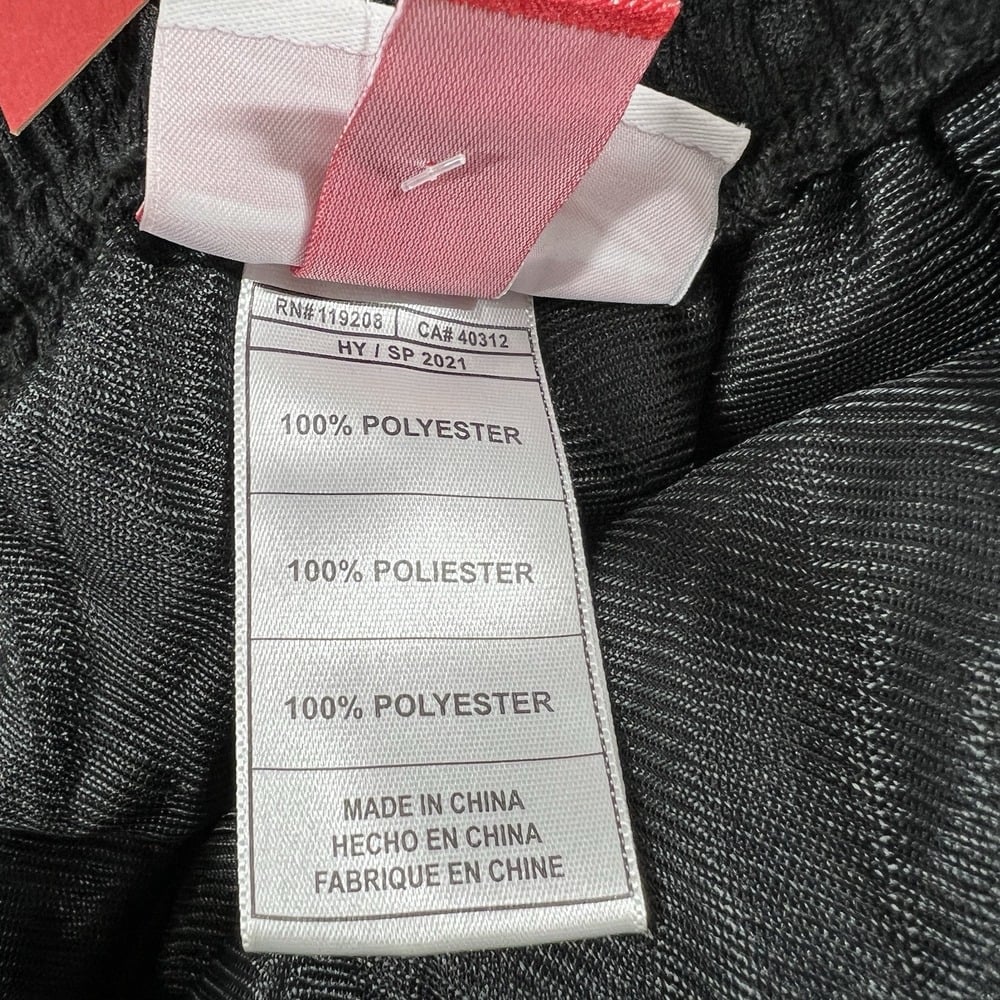 RN# 119208 | CA# 40312
HY / SP 2021
100% POLYESTER
100% POLIESTER
100% POLYESTER
MADE IN CHINA
HECHO EN CHINA
FABRIQUE EN CHINE